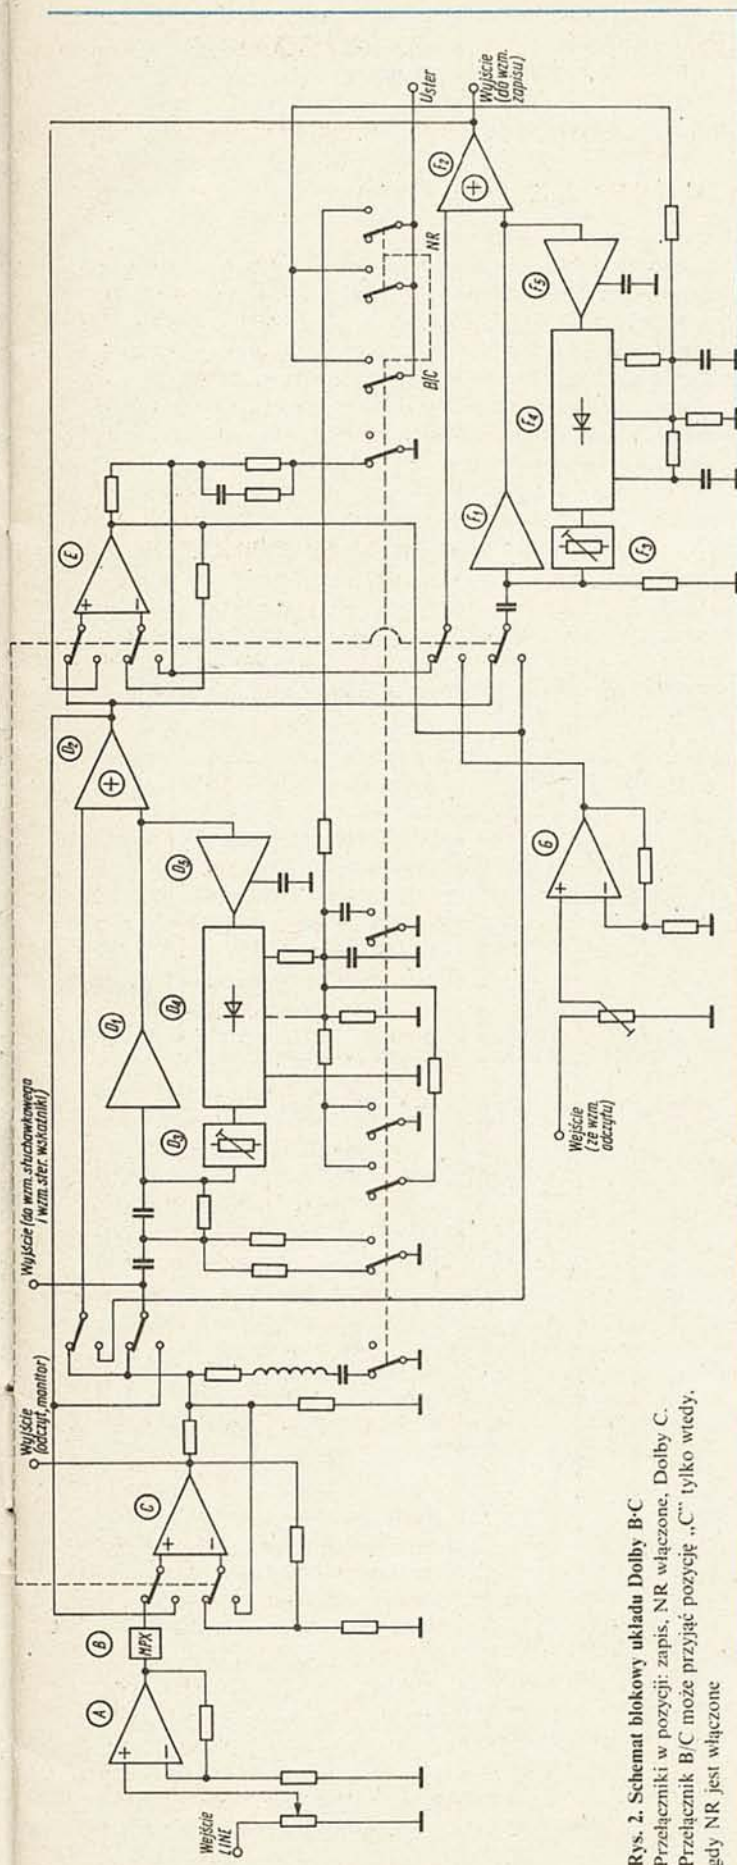 Wejście
LINE
A
+
−
B
MPX
C
+
−
Wyjście
(odczyt, monitor)
Wyjście (do wzm. słuchawkowego
i wzm. ster. wskaźniki)
D1
D2
+
D3
D4
D5
E
+
−
B/C
NR
Uster
Wyjście
(do wzm.
zapisu)
F1
F2
+
F3
F4
F5
G
+
−
Wejście
(ze wzm.
odczytu)
Rys. 2. Schemat blokowy układu Dolby B-C
Przełączniki w pozycji: zapis, NR włączone, Dolby C.
Przełącznik B/C może przyjąć pozycję „C” tylko wtedy,
gdy NR jest włączone